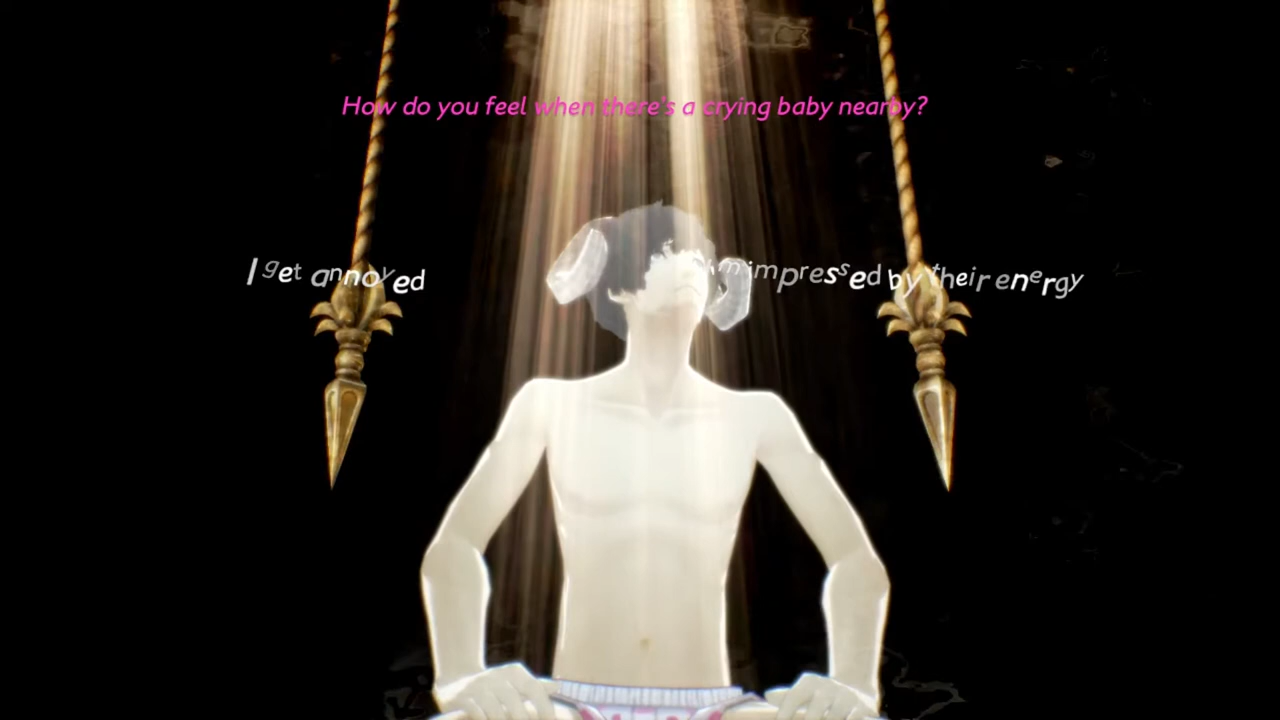 How do you feel when there's a crying baby nearby?
I get annoyed
I'm impressed by their energy